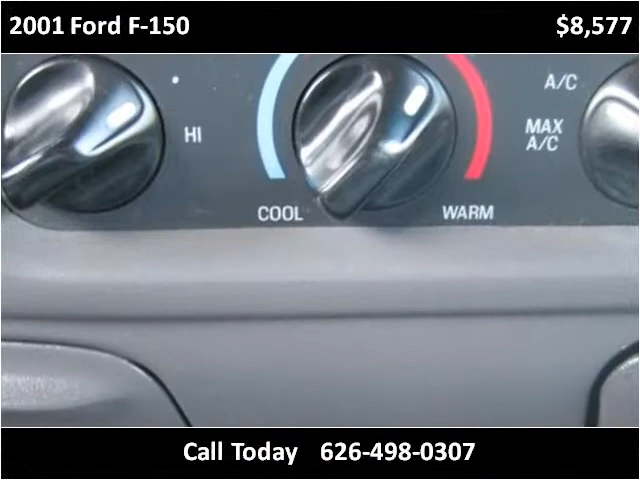 2001 Ford F-150 $8,577
HI
COOL
WARM
A/C
MAX
A/C
Call Today 626-498-0307